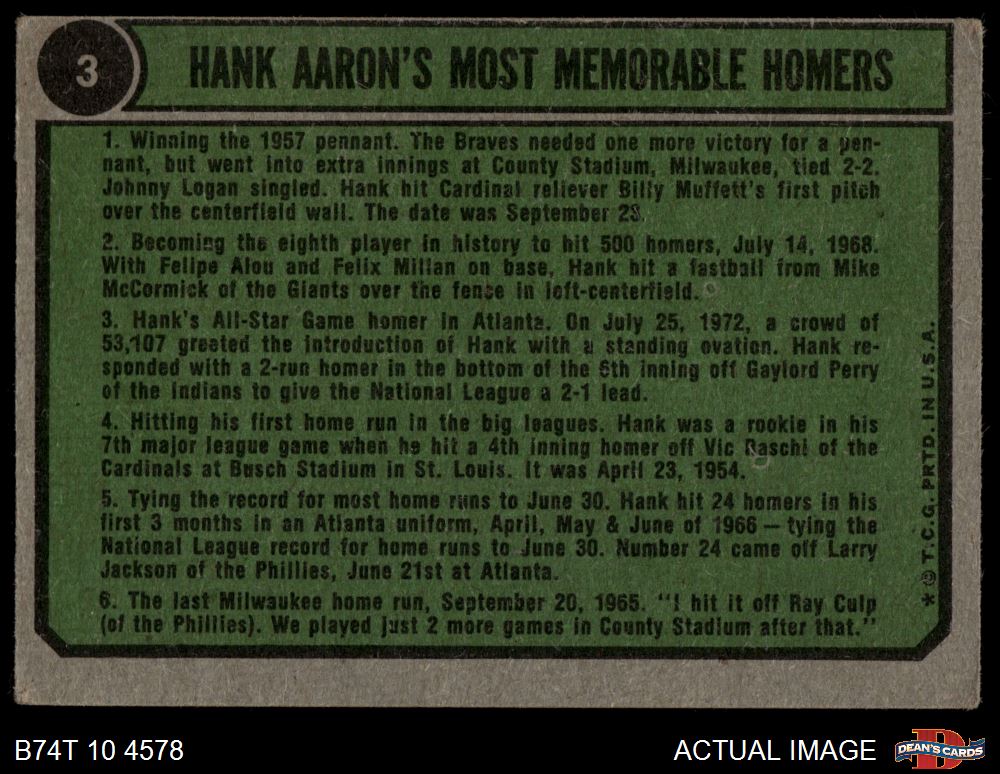 3
HANK AARON'S MOST MEMORABLE HOMERS
1. Winning the 1957 pennant. The Braves needed one more victory for a pen-
nant, but went into extra innings at County Stadium, Milwaukee, tied 2-2.
Johnny Logan singled. Hank hit Cardinal reliever Billy Muffett's first pitch
over the centerfield wall. The date was September 23.
2. Becoming the eighth player in history to hit 500 homers, July 14, 1968.
With Felipe Alou and Felix Millan on base, Hank hit a fastball from Mike
McCormick of the Giants over the fence in left-centerfield.
3. Hank's All-Star Game homer in Atlanta. On July 25, 1972, a crowd of
53,107 greeted the introduction of Hank with a standing ovation. Hank re-
sponded with a 2-run homer in the bottom of the 6th inning off Gaylord Perry
of the Indians to give the National League a 2-1 lead.
4. Hitting his first home run in the big leagues. Hank was a rookie in his
7th major league game when he hit a 4th inning homer off Vic Raschi of the
Cardinals at Busch Stadium in St. Louis. It was April 23, 1954.
5. Tying the record for most home runs to June 30. Hank hit 24 homers in his
first 3 months in an Atlanta uniform, April, May & June of 1966 — tying the
National League record for home runs to June 30. Number 24 came off Larry
Jackson of the Phillies, June 21st at Atlanta.
6. The last Milwaukee home run, September 20, 1965. "I hit it off Ray Culp
(of the Phillies). We played just 2 more games in County Stadium after that."
*© T.C.G. PRTD. IN U.S.A.
B74T 10 4578
ACTUAL IMAGE
DEAN'S CARDS